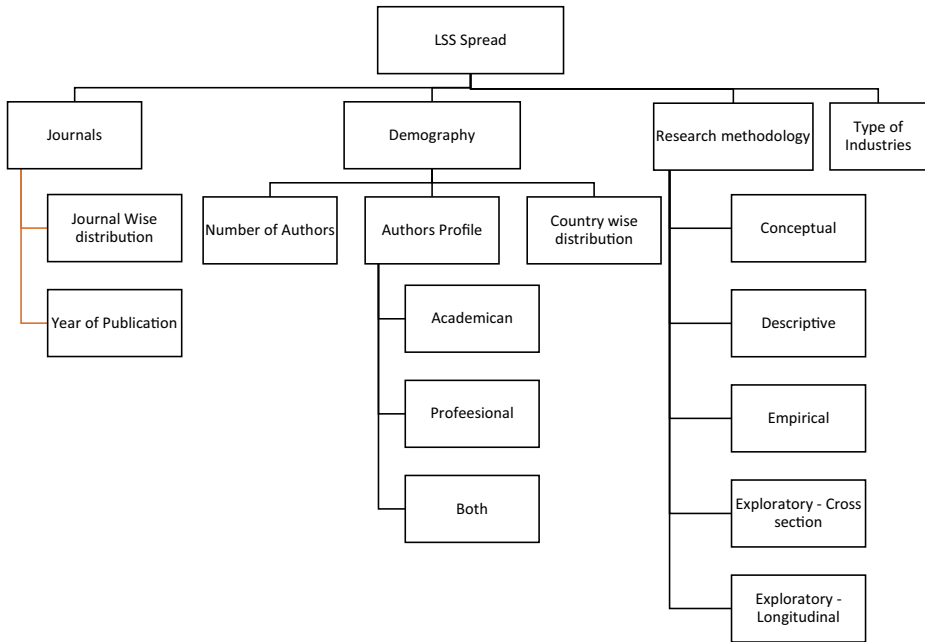 LSS Spread
Journals
Demography
Research methodology
Type of
Industries
Journal Wise
distribution
Year of Publication
Number of Authors
Authors Profile
Country wise
distribution
Academican
Profeesional
Both
Conceptual
Descriptive
Empirical
Exploratory - Cross
section
Exploratory -
Longitudinal